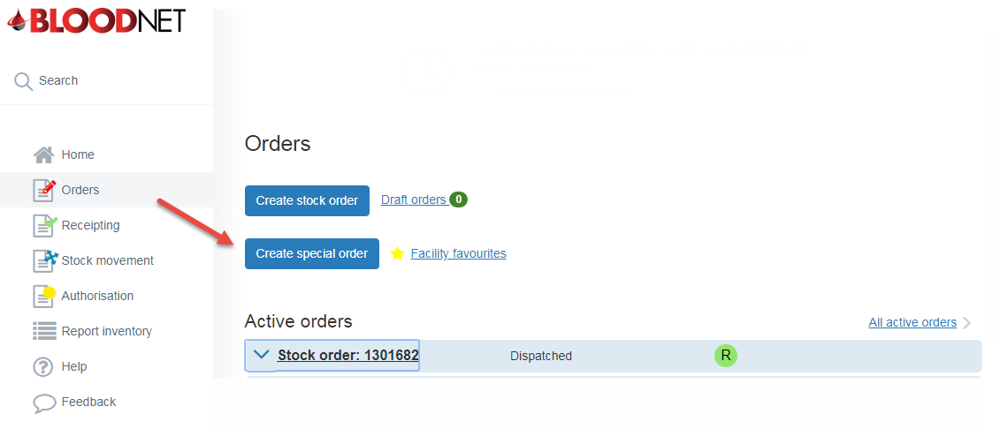 BLOODNET
Search
Home
Orders
Receipting
Stock movement
Authorisation
Report inventory
Help
Feedback
Orders
Create stock order Draft orders 0
Create special order Facility favourites
Active orders All active orders
Stock order: 1301682 Dispatched R